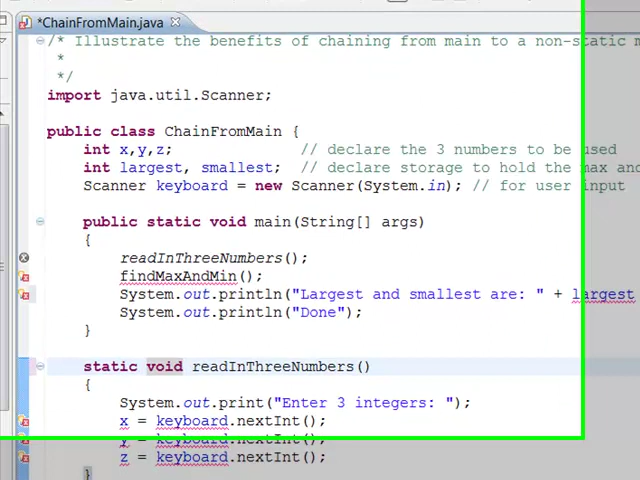 *ChainFromMain.java
/* Illustrate the benefits of chaining from main to a non-static m
*
*/
import java.util.Scanner;
public class ChainFromMain {
int x,y,z; // declare the 3 numbers to be used
int largest, smallest; // declare storage to hold the max and
Scanner keyboard = new Scanner(System.in); // for user input
public static void main(String[] args)
{
readInThreeNumbers();
findMaxAndMin();
System.out.println("Largest and smallest are: " + largest
System.out.println("Done");
}
static void readInThreeNumbers()
{
System.out.print("Enter 3 integers: ");
x = keyboard.nextInt();
y = keyboard.nextInt();
z = keyboard.nextInt();
}